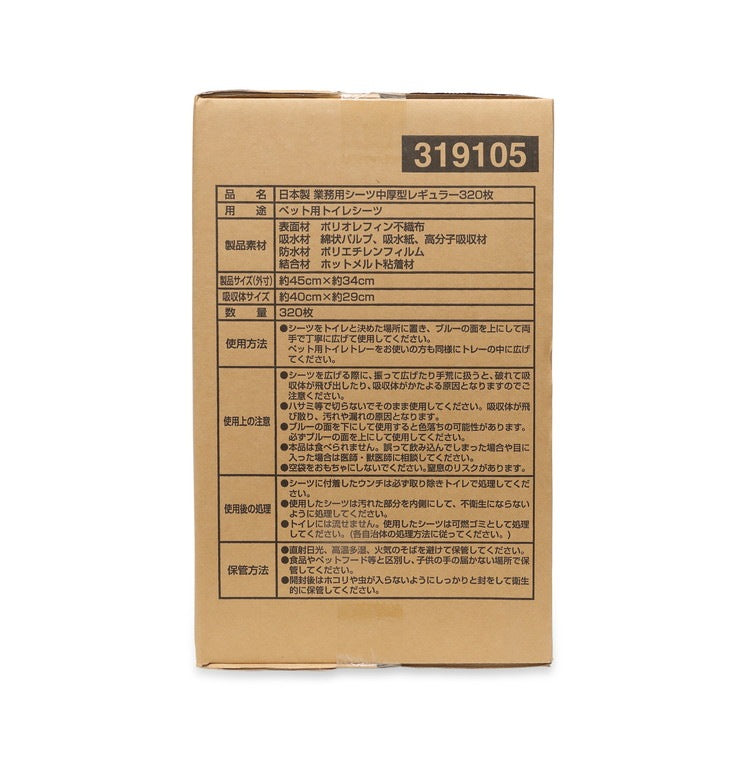 319105
品名 日本製 業務用シーツ中厚型レギュラー320枚
用途 ペット用トイレシーツ
製品素材
表面材 ポリオレフィン不織布
吸水材 綿状パルプ、吸水紙、高分子吸収材
防水材 ポリエチレンフィルム
結合材 ホットメルト粘着材
製品サイズ(外寸) 約45cm×約34cm
吸収体サイズ 約40cm×約29cm
数量 320枚
使用方法
●シーツをトイレと決めた場所に置き、ブルーの面を上にして両
手で丁寧に広げて使用してください。
ペット用トイレトレーをお使いの方も同様にトレーの中に広げ
てください。
使用上の注意
●シーツを広げる際に、振って広げたり手荒に扱うと、破れて吸
収体が飛び出したり、吸収体がかたよる原因となりますのでご
注意ください。
●ハサミ等で切らないでそのまま使用してください。吸収体が飛
び散り、汚れや漏れの原因となります。
●ブルーの面を下にして使用すると色落ちの可能性があります。
必ずブルーの面を上にして使用してください。
●本品は食べられません。誤って飲み込んでしまった場合や目に
入った場合は医師・獣医師に相談してください。
●空袋をおもちゃにしないでください。窒息のリスクがあります。
使用後の処理
●シーツに付着したウンチは必ず取り除きトイレで処理してくだ
さい。
●使用したシーツは汚れた部分を内側にして、不衛生にならない
ように処理してください。
●トイレには流せません。使用したシーツは可燃ゴミとして処理
してください。(各自治体の処理方法に従ってください。)
保管方法
●直射日光、高温多湿、火気のそばを避けて保管してください。
●食品やペットフード等と区別し、子供の手の届かない場所で保
管してください。
●開封後はホコリや虫が入らないようにしっかりと封をして衛生
的に保管してください。